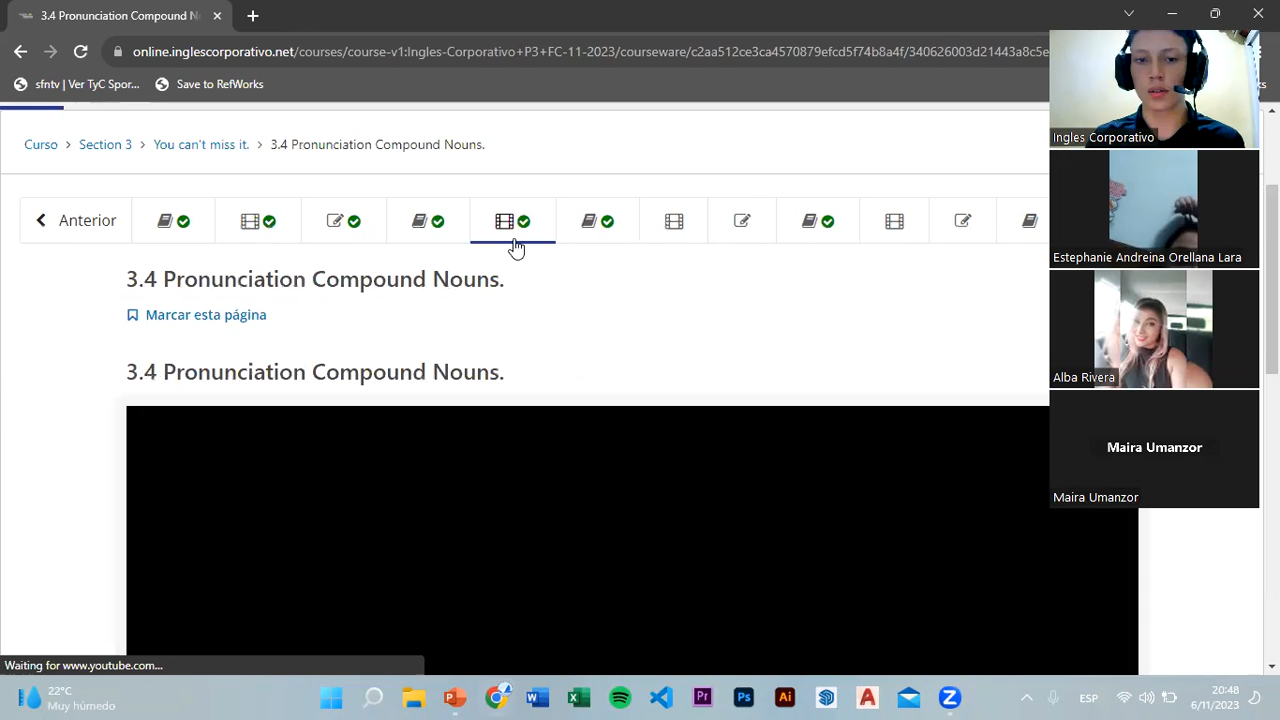 3.4 Pronunciation Compound N
online.inglescorporativo.net/courses/course-v1:Ingles-Corporativo+P3+FC-11-2023/courseware/c2aa512ce3ca4570879efcd5f74b8a4f/340626003d21443a8c5e
sfntv | Ver TyC Spor...
Save to RefWorks
Curso > Section 3 > You can't miss it. > 3.4 Pronunciation Compound Nouns.
Anterior
3.4 Pronunciation Compound Nouns.
Marcar esta página
3.4 Pronunciation Compound Nouns.
Ingles Corporativo
Estephanie Andreina Orellana Lara
Alba Rivera
Maira Umanzor
Maira Umanzor
Waiting for www.youtube.com...
22°C
Muy húmedo
ESP
20:48
6/11/2023